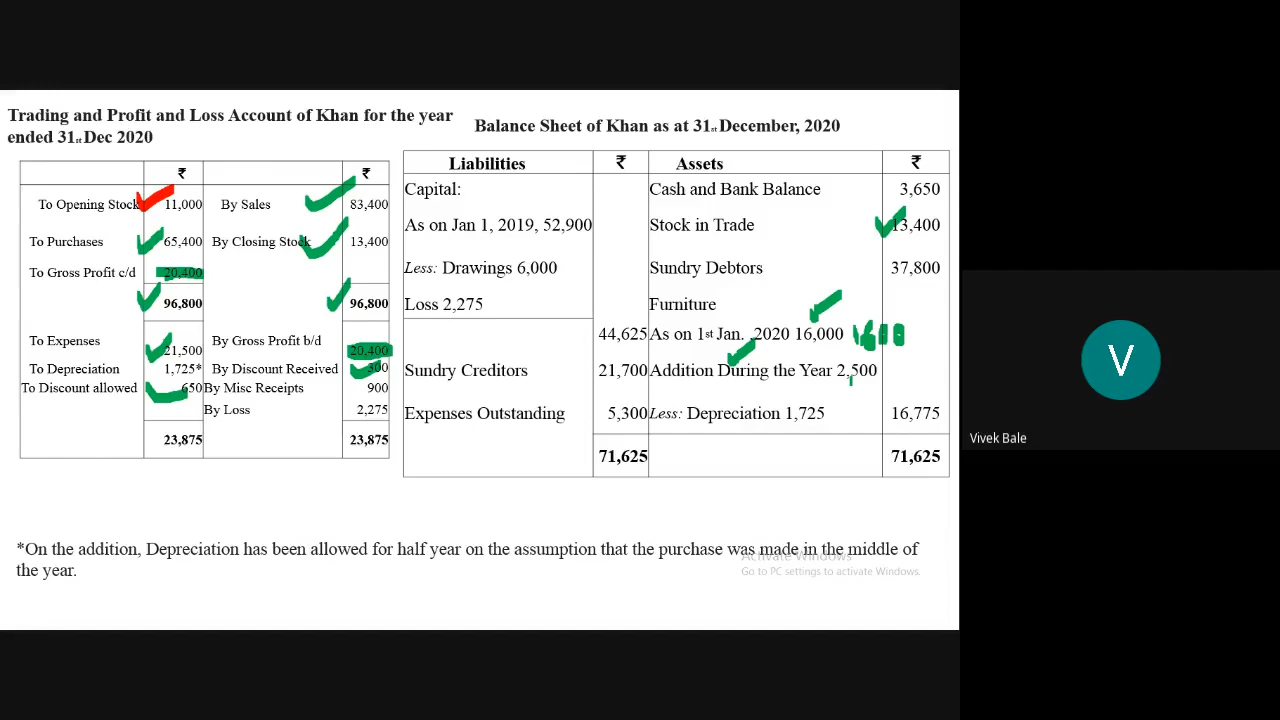 Trading and Profit and Loss Account of Khan for the year
ended 31st Dec 2020
₹ ₹
To Opening Stock 11,000 By Sales 83,400
To Purchases 65,400 By Closing Stock 13,400
To Gross Profit c/d 20,400
96,800 96,800
To Expenses 21,500 By Gross Profit b/d 20,400
To Depreciation 1,725* By Discount Received
To Discount allowed 650 By Misc Receipts 900
By Loss 2,275
23,875 23,875
Balance Sheet of Khan as at 31st December, 2020
Liabilities ₹ Assets ₹
Capital: Cash and Bank Balance 3,650
As on Jan 1, 2019, 52,900 Stock in Trade 13,400
Less: Drawings 6,000 Sundry Debtors 37,800
Loss 2,275 Furniture
44,625 As on 1st Jan. ,2020 16,000
Sundry Creditors 21,700 Addition During the Year 2,500
Expenses Outstanding 5,300 Less: Depreciation 1,725 16,775
71,625 71,625
*On the addition, Depreciation has been allowed for half year on the assumption that the purchase was made in the middle of
the year.
Activate Windows
Go to PC settings to activate Windows.
V
Vivek Bale